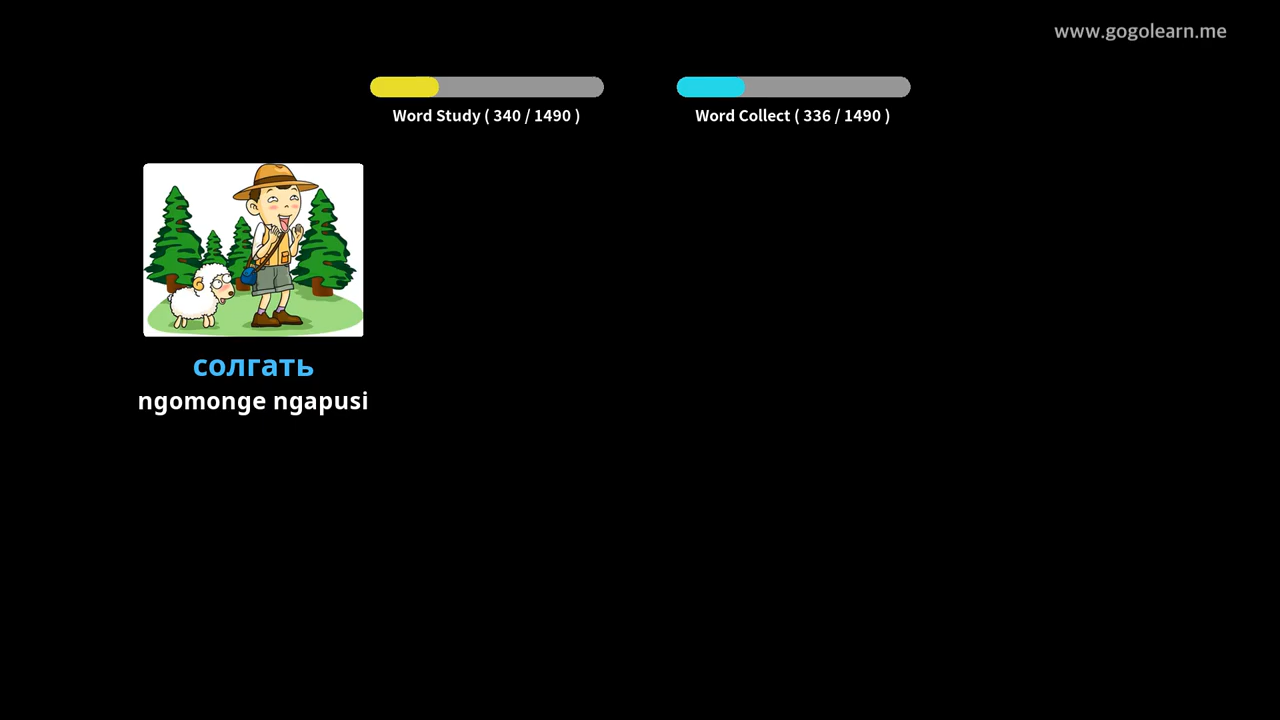 www.gogolearn.me
Word Study ( 340 / 1490 )
Word Collect ( 336 / 1490 )
солгать
ngomonge ngapusi